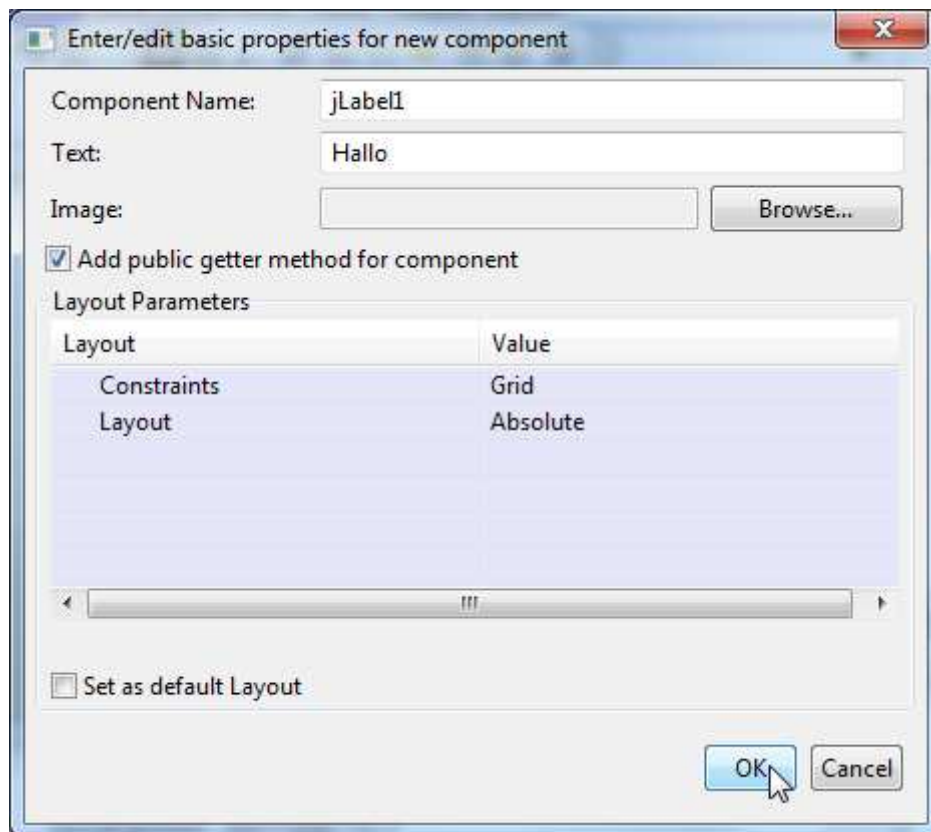 Enter/edit basic properties for new component
Component Name: jLabel1
Text: Hallo
Image: Browse...
Add public getter method for component
Layout Parameters
Layout Value
Constraints Grid
Layout Absolute
Set as default Layout
OK Cancel